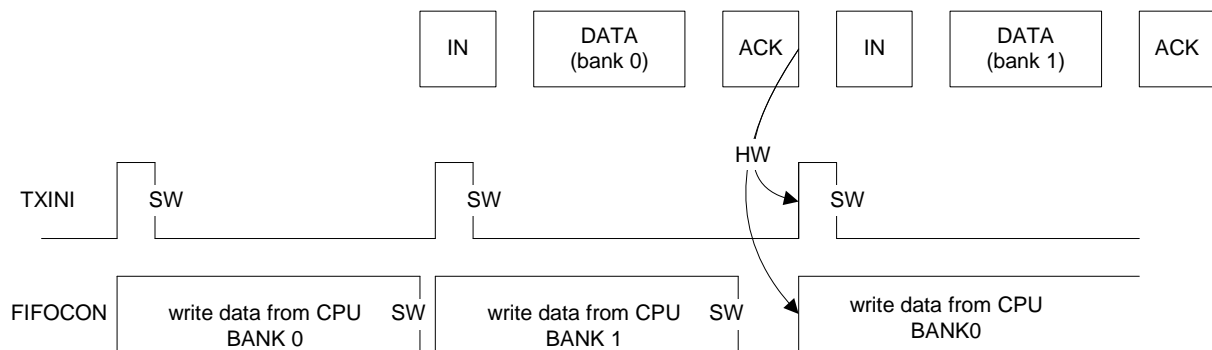 IN
DATA
(bank 0)
ACK
IN
DATA
(bank 1)
ACK
HW
TXINI
SW
SW
SW
FIFOCON
write data from CPU
BANK 0
SW
write data from CPU
BANK 1
SW
write data from CPU
BANK0